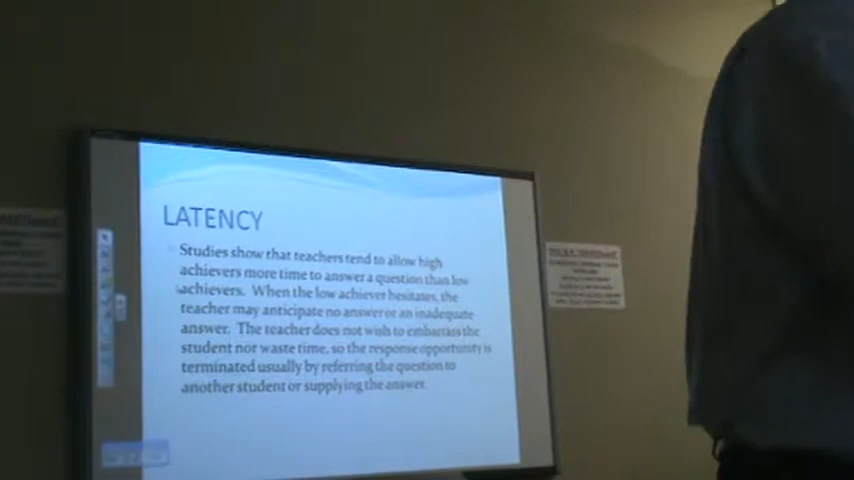 LATENCY
Studies show that teachers tend to allow high
achievers more time to answer a question than low
achievers. When the low achiever hesitates, the
teacher may anticipate no answer or an inadequate
answer. The teacher does not wish to embarrass the
student nor waste time, so the response opportunity is
terminated usually by referring the question to
another student or supplying the answer.